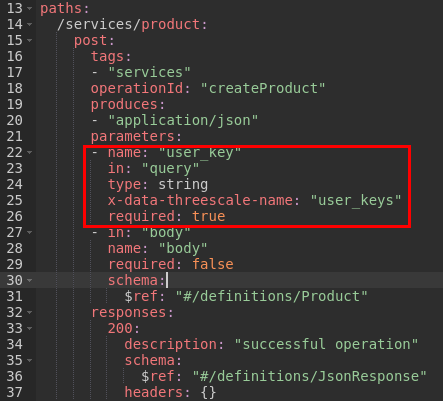 13 paths:
14 /services/product:
15 post:
16 tags:
17 - "services"
18 operationId: "createProduct"
19 produces:
20 - "application/json"
21 parameters:
22 - name: "user_key"
23 in: "query"
24 type: string
25 x-data-threescale-name: "user_keys"
26 required: true
27 - in: "body"
28 name: "body"
29 required: false
30 schema:
31 $ref: "#/definitions/Product"
32 responses:
33 200:
34 description: "successful operation"
35 schema:
36 $ref: "#/definitions/JsonResponse"
37 headers: {}